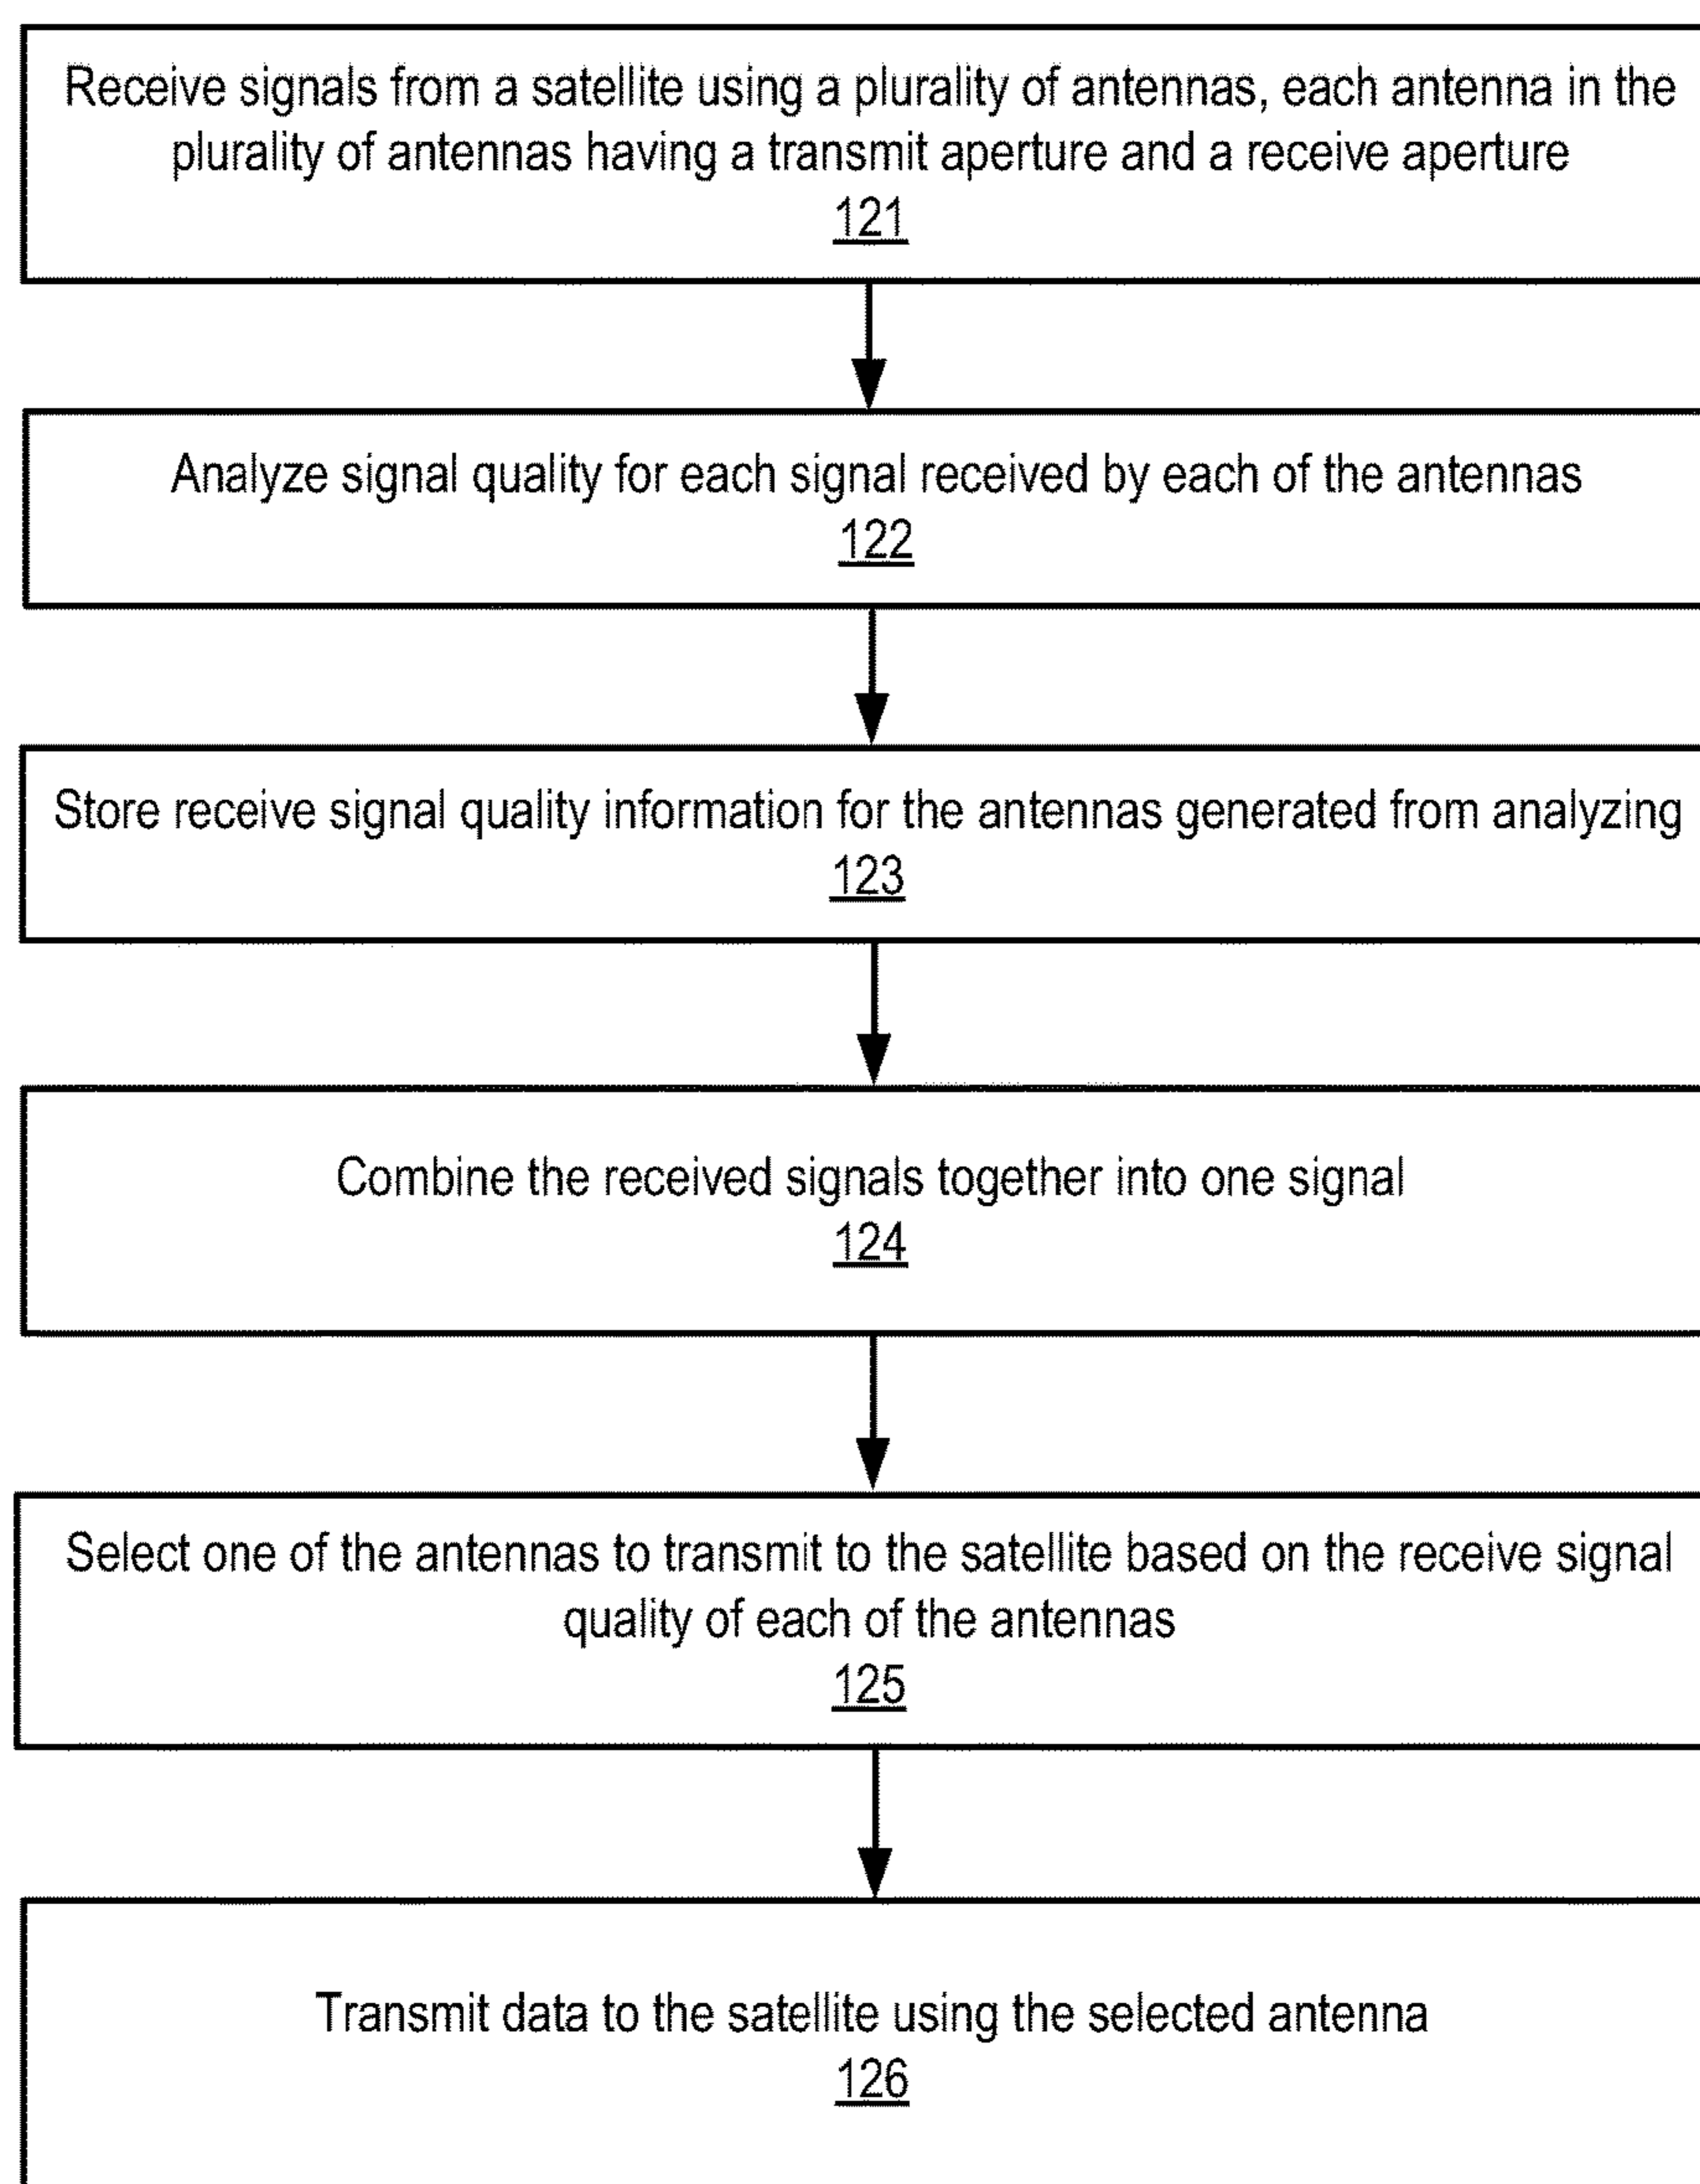 Receive signals from a satellite using a plurality of antennas, each antenna in the
plurality of antennas having a transmit aperture and a receive aperture
121
Analyze signal quality for each signal received by each of the antennas
122
Store receive signal quality information for the antennas generated from analyzing
123
Combine the received signals together into one signal
124
Select one of the antennas to transmit to the satellite based on the receive signal
quality of each of the antennas
125
Transmit data to the satellite using the selected antenna
126